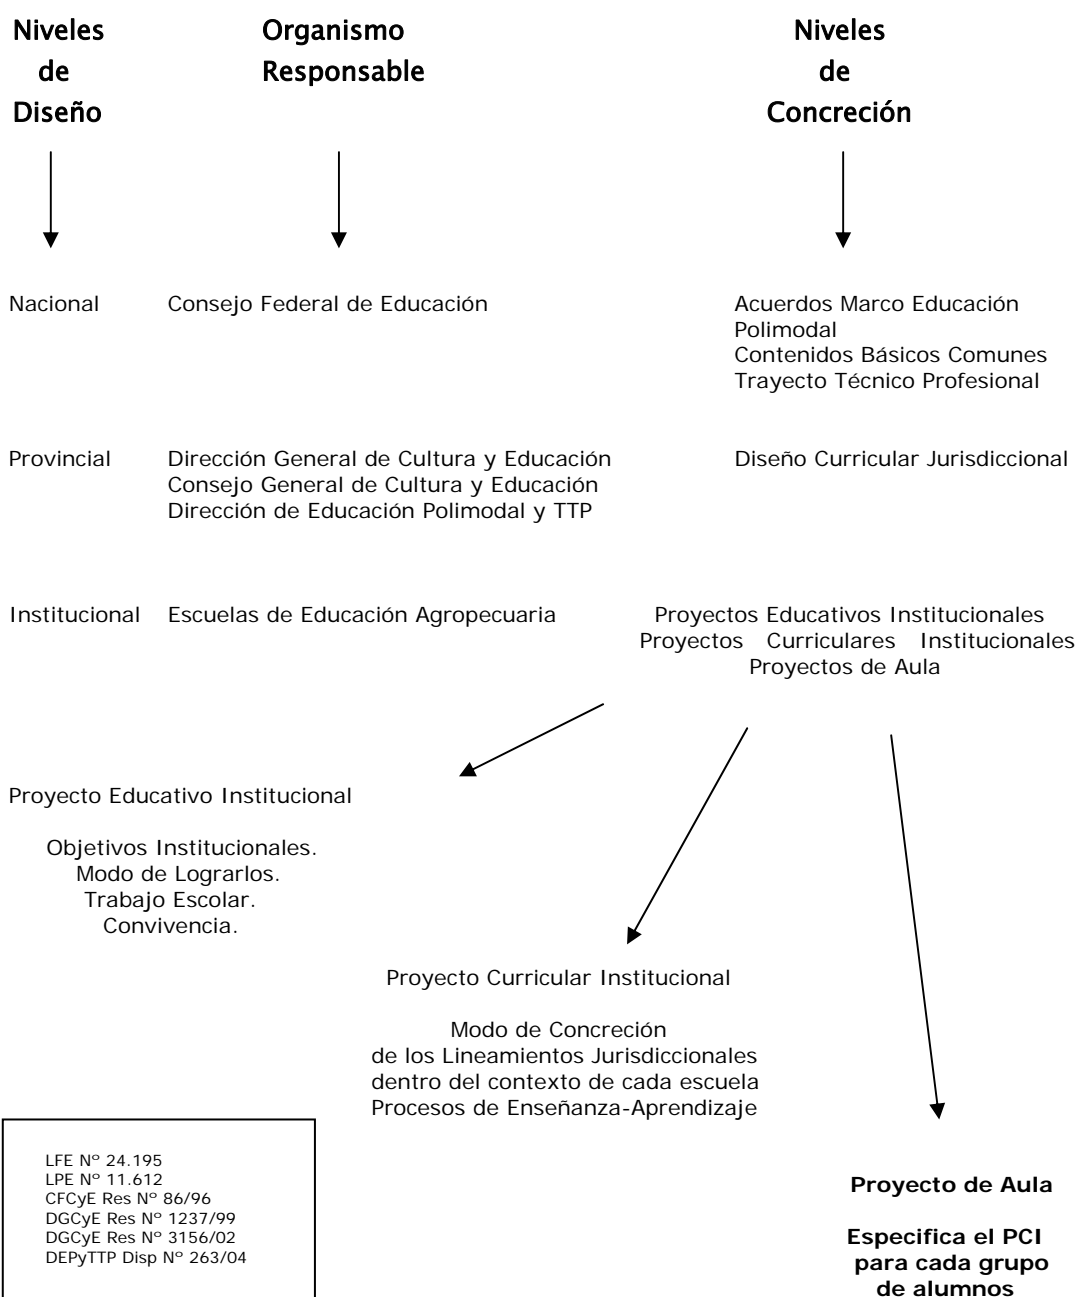 Niveles
de
Diseño
Organismo
Responsable
Niveles
de
Concreción
Nacional
Consejo Federal de Educación
Acuerdos Marco Educación
Polimodal
Contenidos Básicos Comunes
Trayecto Técnico Profesional
Provincial
Dirección General de Cultura y Educación
Consejo General de Cultura y Educación
Dirección de Educación Polimodal y TTP
Diseño Curricular Jurisdiccional
Institucional
Escuelas de Educación Agropecuaria
Proyectos Educativos Institucionales
Proyectos Curriculares Institucionales
Proyectos de Aula
Proyecto Educativo Institucional
Objetivos Institucionales.
Modo de Lograrlos.
Trabajo Escolar.
Convivencia.
Proyecto Curricular Institucional
Modo de Concreción
de los Lineamientos Jurisdiccionales
dentro del contexto de cada escuela
Procesos de Enseñanza-Aprendizaje
LFE Nº 24.195
LPE Nº 11.612
CFCyE Res Nº 86/96
DGCyE Res Nº 1237/99
DGCyE Res Nº 3156/02
DEPyTTP Disp Nº 263/04
Proyecto de Aula
Especifica el PCI
para cada grupo
de alumnos